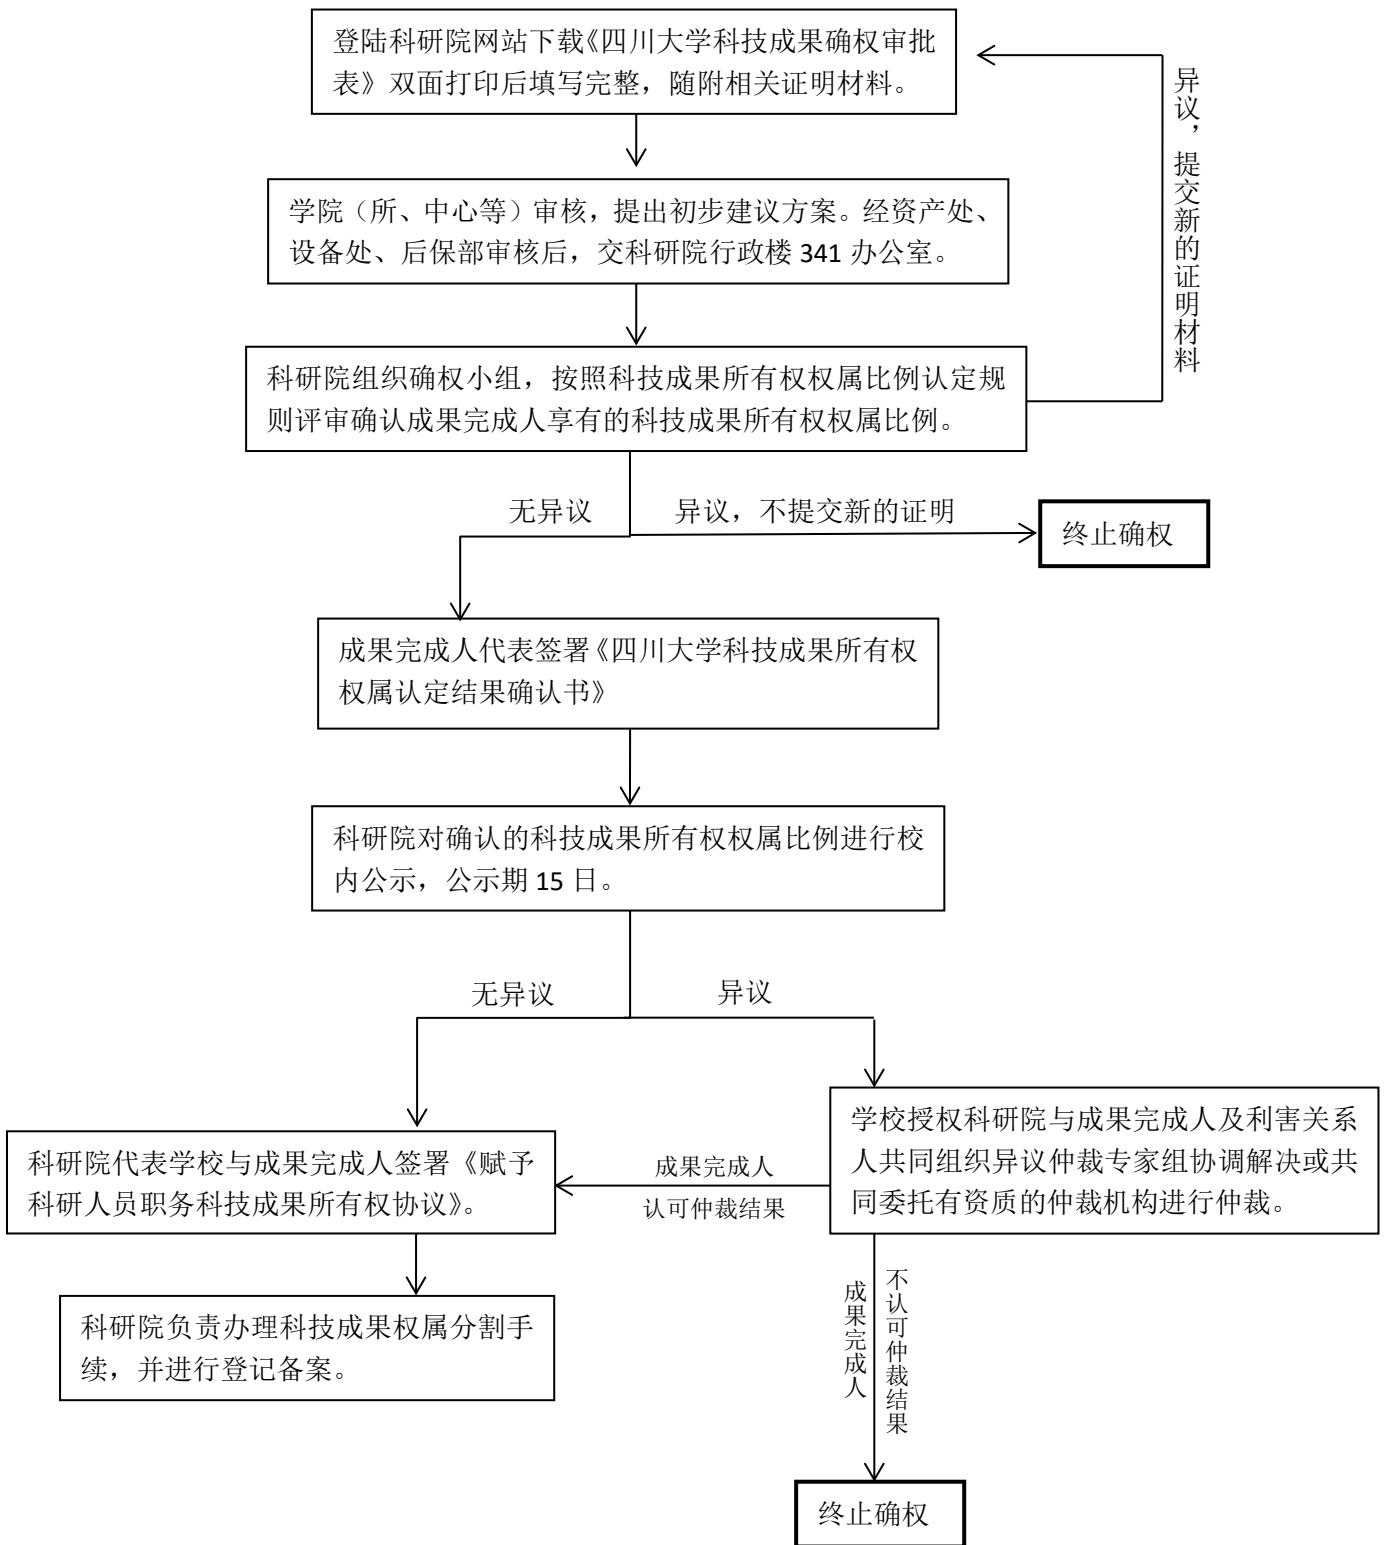 登陆科研院网站下载《四川大学科技成果确权审批
表》双面打印后填写完整，随附相关证明材料。
异议，提交新的证明材料
学院（所、中心等）审核，提出初步建议方案。经资产处、
设备处、后保部审核后，交科研院行政楼 341 办公室。
科研院组织确权小组，按照科技成果所有权权属比例认定规
则评审确认成果完成人享有的科技成果所有权权属比例。
无异议
异议，不提交新的证明
终止确权
成果完成人代表签署《四川大学科技成果所有权
权属认定结果确认书》
科研院对确认的科技成果所有权权属比例进行校
内公示，公示期 15 日。
无异议
异议
学校授权科研院与成果完成人及利害关系
人共同组织异议仲裁专家组协调解决或共
同委托有资质的仲裁机构进行仲裁。
成果完成人
认可仲裁结果
科研院代表学校与成果完成人签署《赋予
科研人员职务科技成果所有权协议》。
科研院负责办理科技成果权属分割手
续，并进行登记备案。
成果完成人
不认可仲裁结果
终止确权